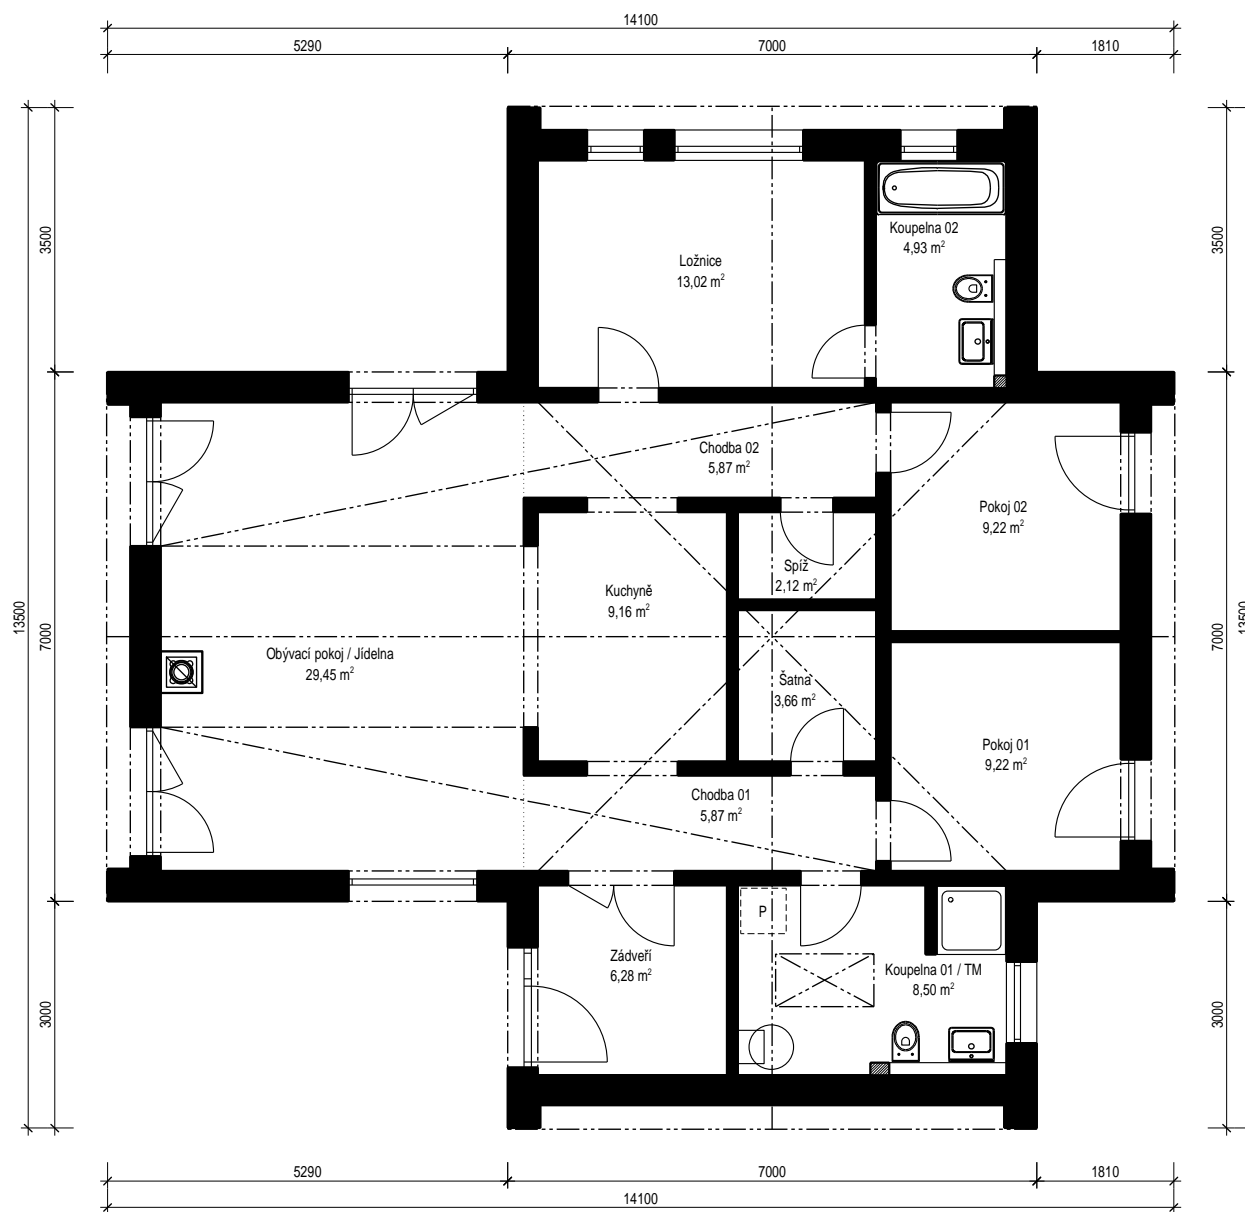 14100
5290
7000
1810
3500
3500
Koupelna 02
4,93 m²
Ložnice
13,02 m²
Chodba 02
5,87 m²
Pokoj 02
9,22 m²
Spíž
2,12 m²
Kuchyně
9,16 m²
13500
7000
7000
13500
Obývací pokoj / Jídelna
29,45 m²
Šatna
3,66 m²
Pokoj 01
9,22 m²
Chodba 01
5,87 m²
P
Zádveří
6,28 m²
Koupelna 01 / TM
8,50 m²
3000
3000
5290
7000
1810
14100